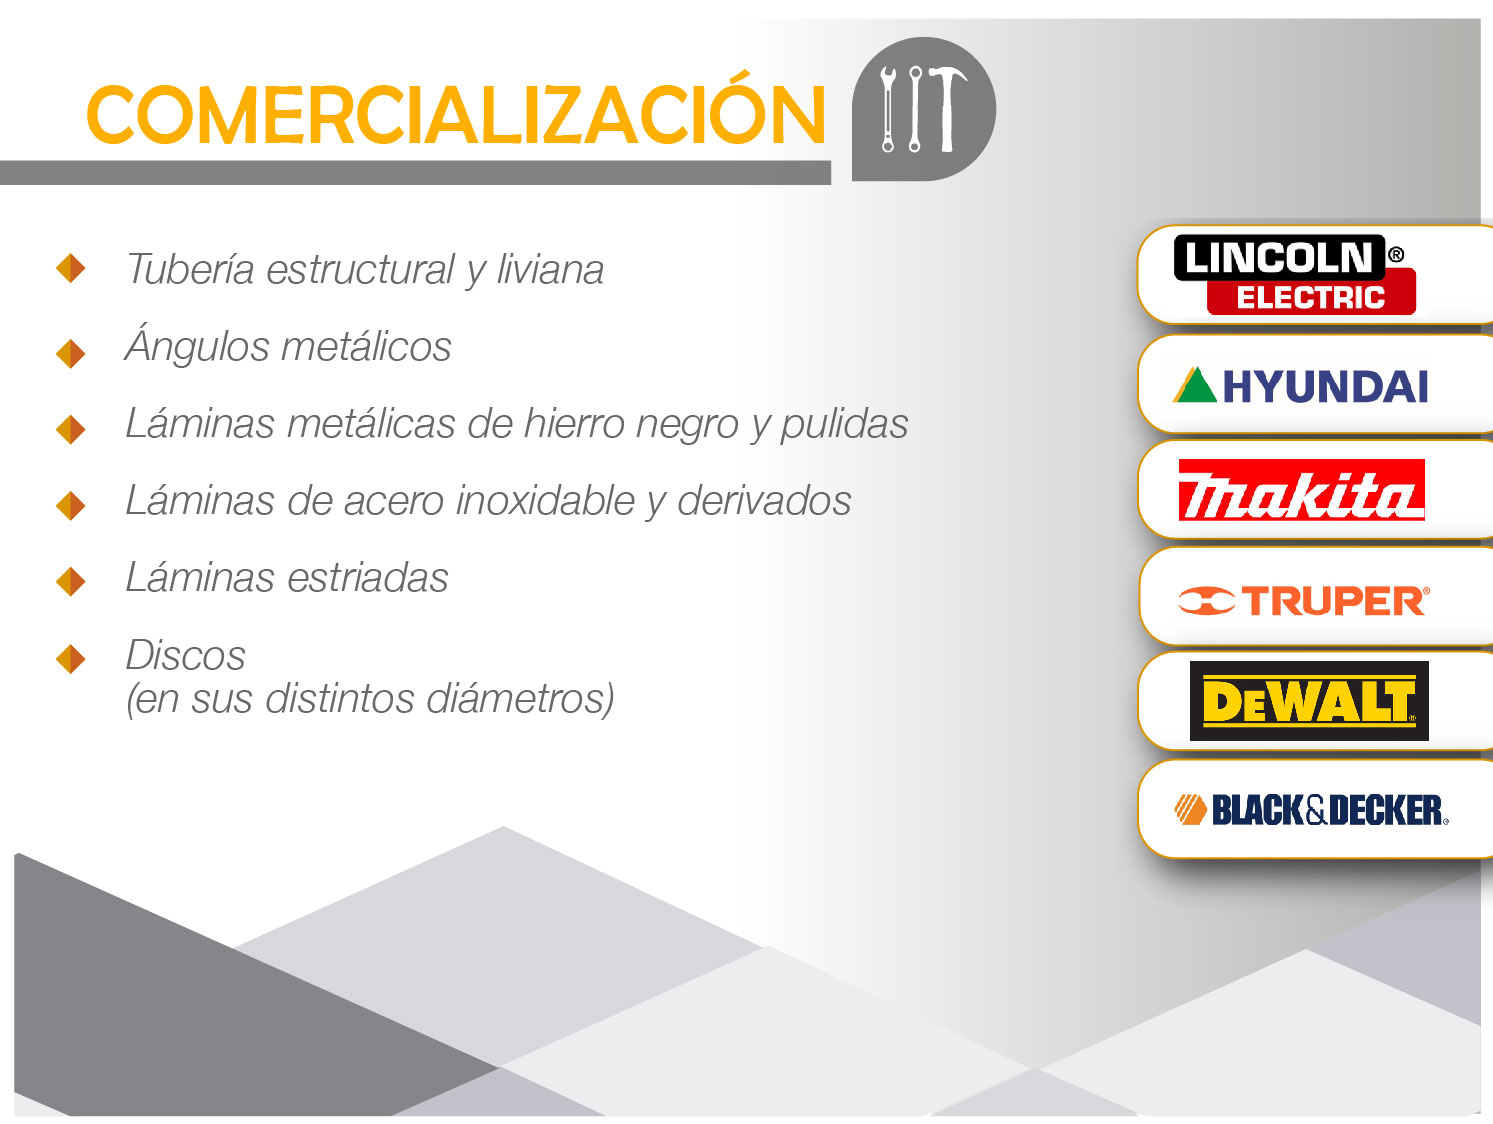 COMERCIALIZACIÓN
Tubería estructural y liviana
Ángulos metálicos
Láminas metálicas de hierro negro y pulidas
Láminas de acero inoxidable y derivados
Láminas estriadas
Discos
(en sus distintos diámetros)
LINCOLN ®
ELECTRIC
HYUNDAI
makita
TRUPER®
DEWALT®
BLACK&DECKER®